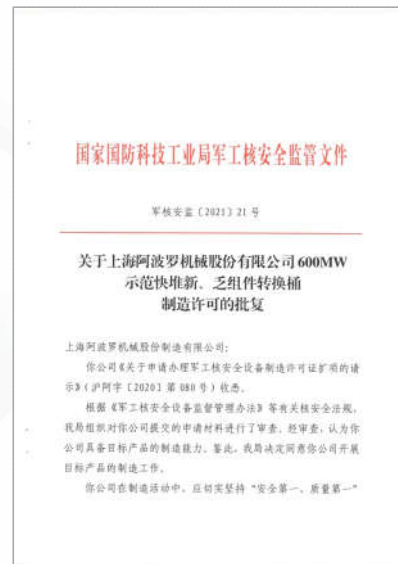 国家国防科技工业局军工核安全监管文件
军核安监〔2021〕21号
关于上海阿波罗机械股份有限公司600MW
示范快堆新、乏组件转换桶
制造许可的批复
上海阿波罗机械股份制造有限公司：
你公司《关于申请办理军工核安全设备制造许可证扩项的请
示》（沪阿字〔2020〕第080号）收悉。
根据《军工核安全设备监督管理办法》等有关核安全法规，
我局组织对你公司提交的申请材料进行了审查。经审查，认为你
公司具备目标产品的制造能力。鉴此，我局决定同意你公司开展
目标产品的制造工作。
你公司在制造活动中，应切实坚持“安全第一、质量第一”